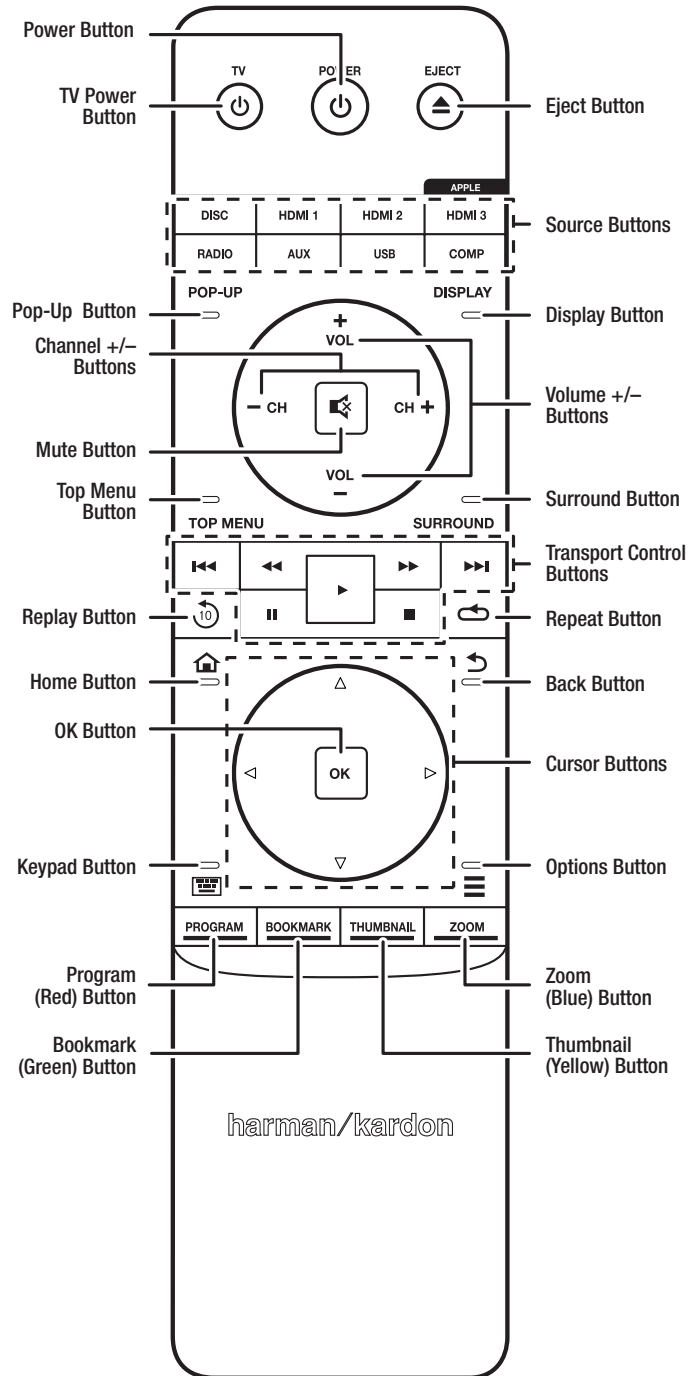 Power Button
TV
POWER
EJECT
TV Power
Button
Eject Button
APPLE
DISC
HDMI 1
HDMI 2
HDMI 3
Source Buttons
RADIO
AUX
USB
COMP
POP-UP
DISPLAY
Pop-Up Button
Display Button
Channel +/–
Buttons
+
VOL
– CH
CH +
Volume +/–
Buttons
Mute Button
VOL
–
Top Menu
Button
Surround Button
TOP MENU
SURROUND
Transport Control
Buttons
Replay Button
10
Repeat Button
Home Button
Back Button
OK Button
OK
Cursor Buttons
Keypad Button
Options Button
PROGRAM
BOOKMARK
THUMBNAIL
ZOOM
Program
(Red) Button
Zoom
(Blue) Button
Bookmark
(Green) Button
Thumbnail
(Yellow) Button
harman/kardon